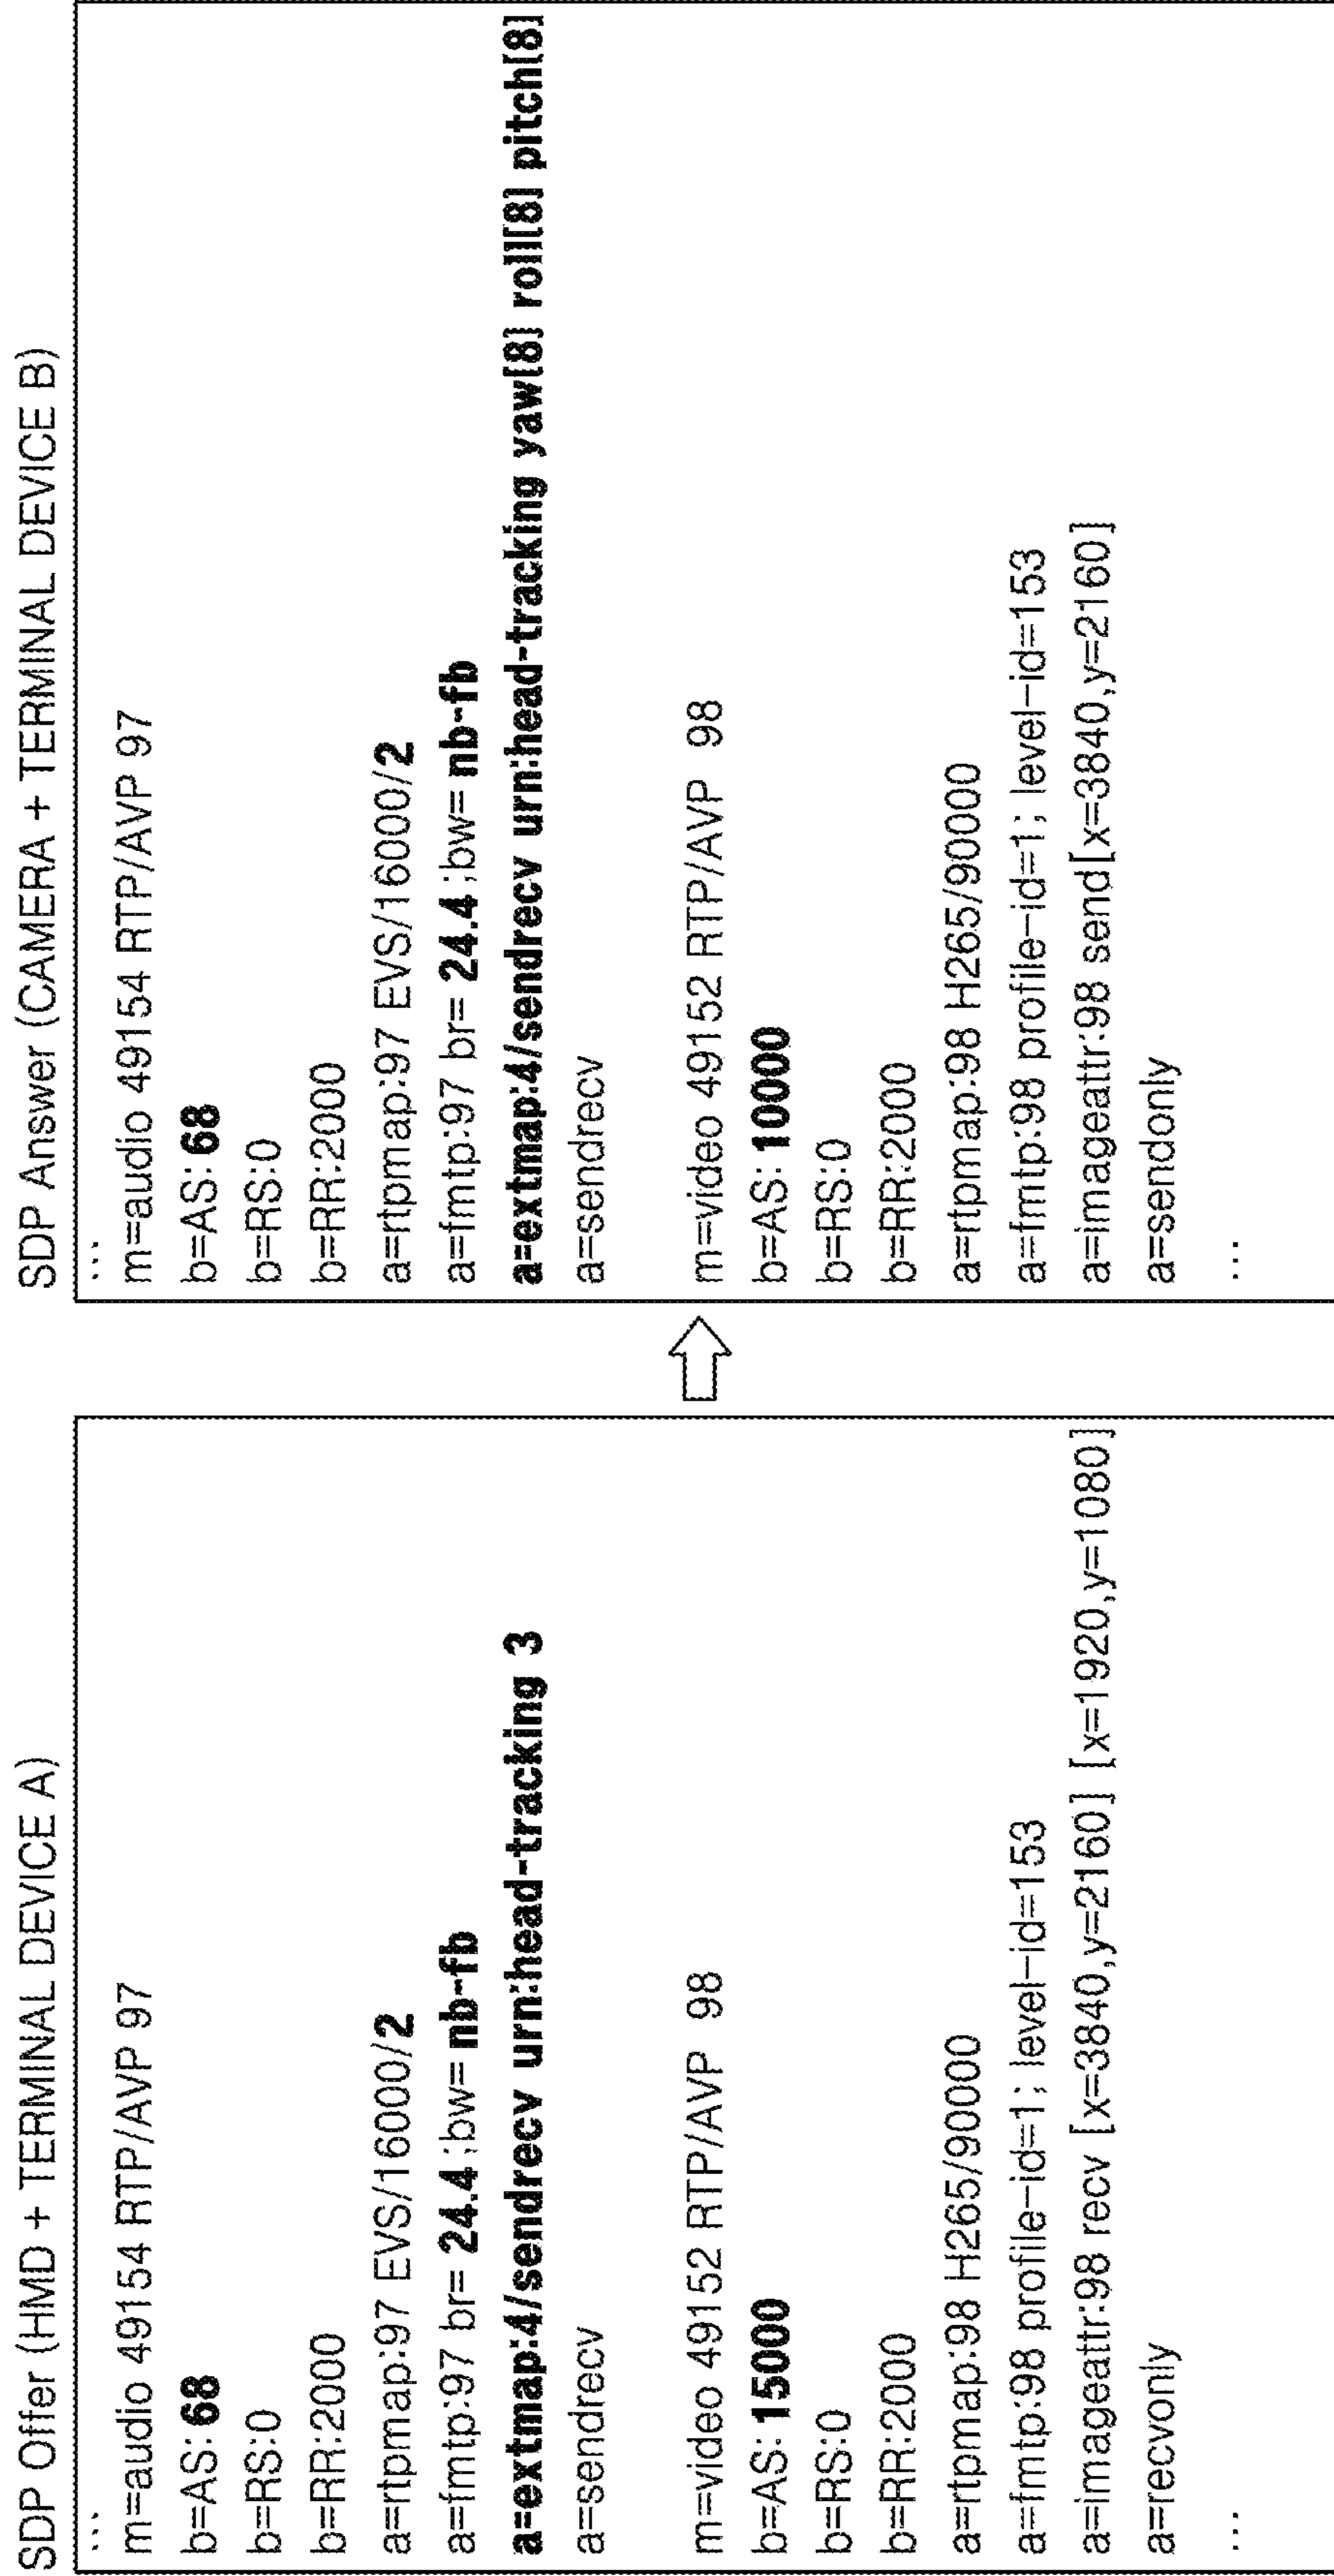 SDP Offer (HMD + TERMINAL DEVICE A)
...
m=audio 49154 RTP/AVP 97
b=AS: 68
b=RS:0
b=RR:2000
a=rtpmap:97 EVS/16000/2
a=fmtp:97 br= 24.4 ;bw= nb-fb
a=extmap:4/sendrecv urn:head-tracking 3
a=sendrecv
m=video 49152 RTP/AVP 98
b=AS: 15000
b=RS:0
b=RR:2000
a=rtpmap:98 H265/90000
a=fmtp:98 profile-id=1; level-id=153
a=imageattr:98 recv [x=3840,y=2160] [x=1920,y=1080]
a=recvonly
...
SDP Answer (CAMERA + TERMINAL DEVICE B)
...
m=audio 49154 RTP/AVP 97
b=AS: 68
b=RS:0
b=RR:2000
a=rtpmap:97 EVS/16000/2
a=fmtp:97 br= 24.4 ;bw= nb-fb
a=extmap:4/sendrecv urn:head-tracking yaw[8] roll[8] pitch[8]
a=sendrecv
m=video 49152 RTP/AVP 98
b=AS: 10000
b=RS:0
b=RR:2000
a=rtpmap:98 H265/90000
a=fmtp:98 profile-id=1; level-id=153
a=imageattr:98 send[x=3840,y=2160]
a=sendonly
...